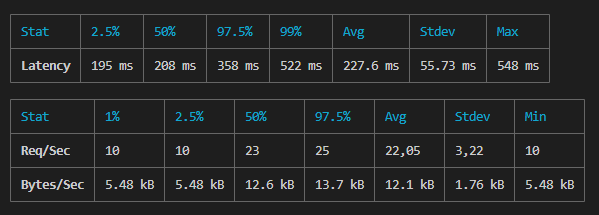 Stat 2.5% 50% 97.5% 99% Avg Stdev Max
Latency 195 ms 208 ms 358 ms 522 ms 227.6 ms 55.73 ms 548 ms
Stat 1% 2.5% 50% 97.5% Avg Stdev Min
Req/Sec 10 10 23 25 22,05 3,22 10
Bytes/Sec 5.48 kB 5.48 kB 12.6 kB 13.7 kB 12.1 kB 1.76 kB 5.48 kB